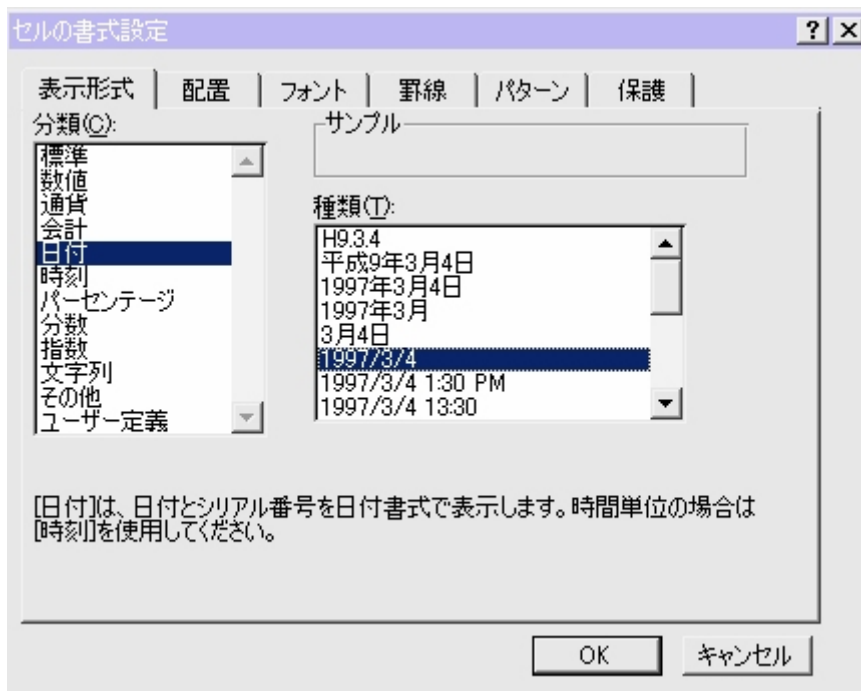 セルの書式設定
表示形式 配置 フォント 罫線 パターン 保護
分類(C):
標準
数値
通貨
会計
日付
時刻
パーセンテージ
分数
指数
文字列
その他
ユーザー定義
サンプル
種類(T):
H9.3.4
平成9年3月4日
1997年3月4日
1997年3月
3月4日
1997/3/4
1997/3/4 1:30 PM
1997/3/4 13:30
[日付]は、日付とシリアル番号を日付書式で表示します。時間単位の場合は
[時刻]を使用してください。
OK キャンセル